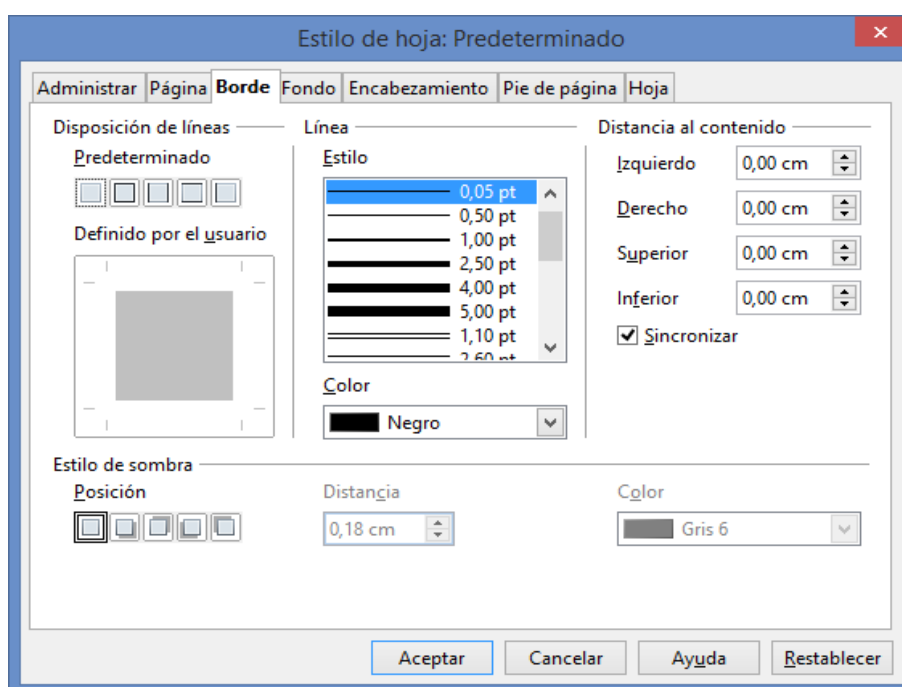 Estilo de hoja: Predeterminado
Administrar Página Borde Fondo Encabezamiento Pie de página Hoja
Disposición de líneas
Predeterminado
Definido por el usuario
Línea
Estilo
0,05 pt
0,50 pt
1,00 pt
2,50 pt
4,00 pt
5,00 pt
1,10 pt
2,60 pt
Color
Negro
Distancia al contenido
Izquierdo 0,00 cm
Derecho 0,00 cm
Superior 0,00 cm
Inferior 0,00 cm
Sincronizar
Estilo de sombra
Posición
Distancia
0,18 cm
Color
Gris 6
Aceptar Cancelar Ayuda Restablecer